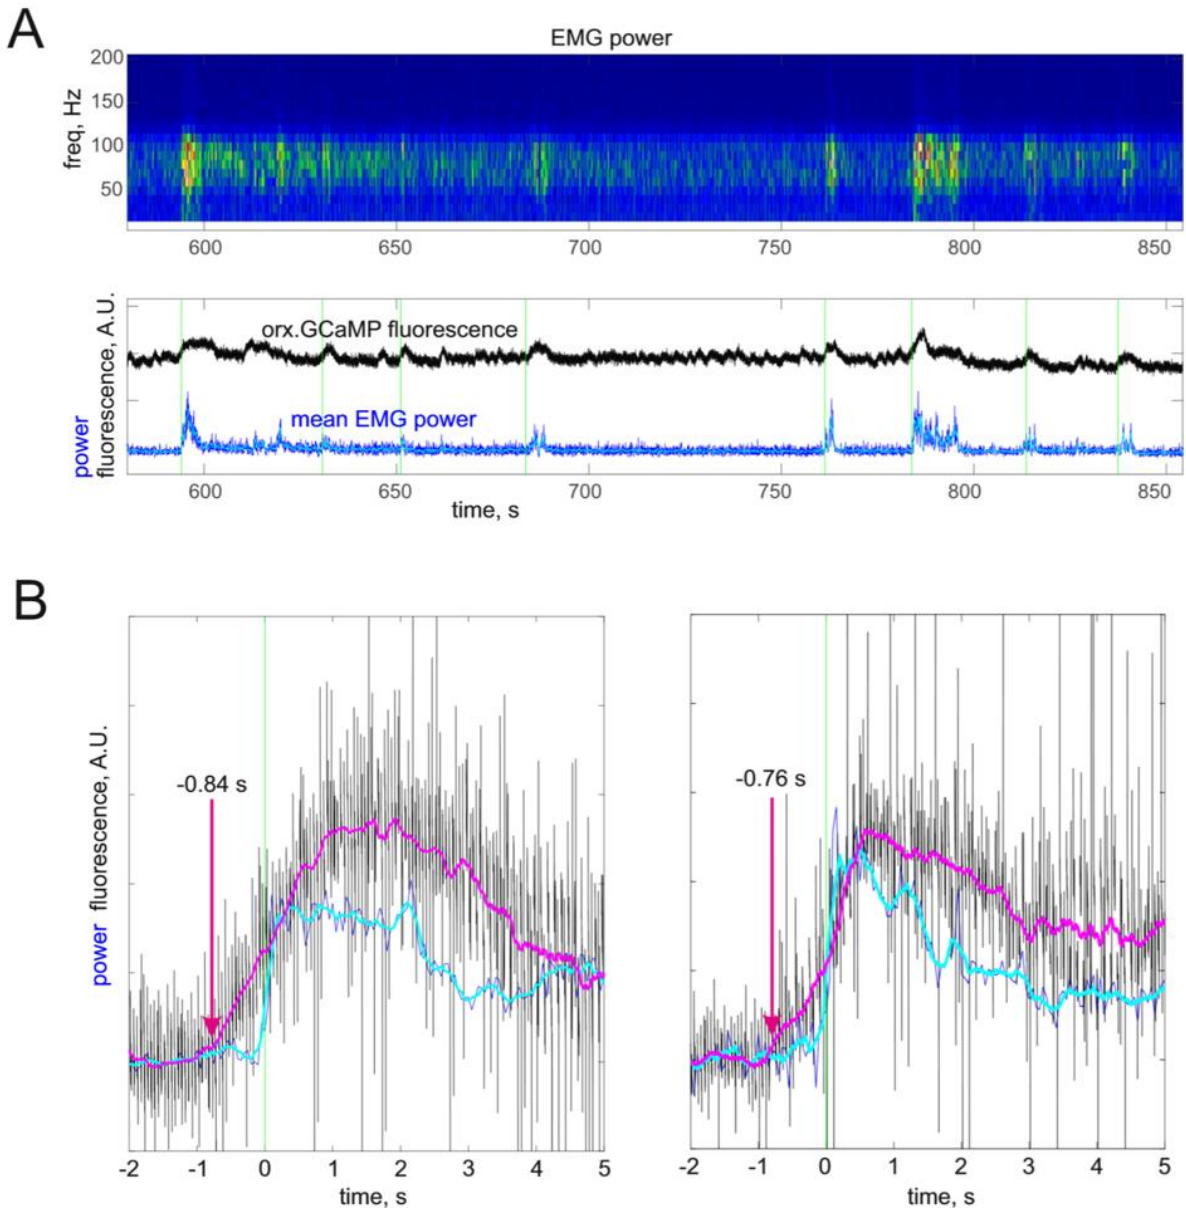 A
EMG power
freq, Hz
200
150
100
50
600 650 700 750 800 850
power
fluorescence, A.U.
orx.GCaMP fluorescence
mean EMG power
600 650 700 750 800 850
time, s
B
power fluorescence, A.U.
-0.84 s
-2 -1 0 1 2 3 4 5
time, s
-0.76 s
-2 -1 0 1 2 3 4 5
time, s